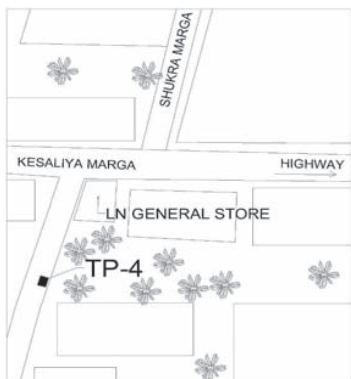 SHUKRA MARGA
KESALIYA MARGA
HIGHWAY
LN GENERAL STORE
TP-4